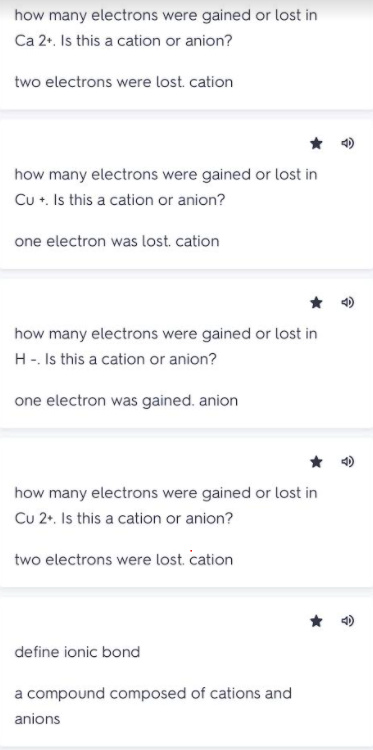 how many electrons were gained or lost in
Ca 2+. Is this a cation or anion?
two electrons were lost. cation
how many electrons were gained or lost in
Cu +. Is this a cation or anion?
one electron was lost. cation
how many electrons were gained or lost in
H -. Is this a cation or anion?
one electron was gained. anion
how many electrons were gained or lost in
Cu 2+. Is this a cation or anion?
two electrons were lost. cation
define ionic bond
a compound composed of cations and
anions